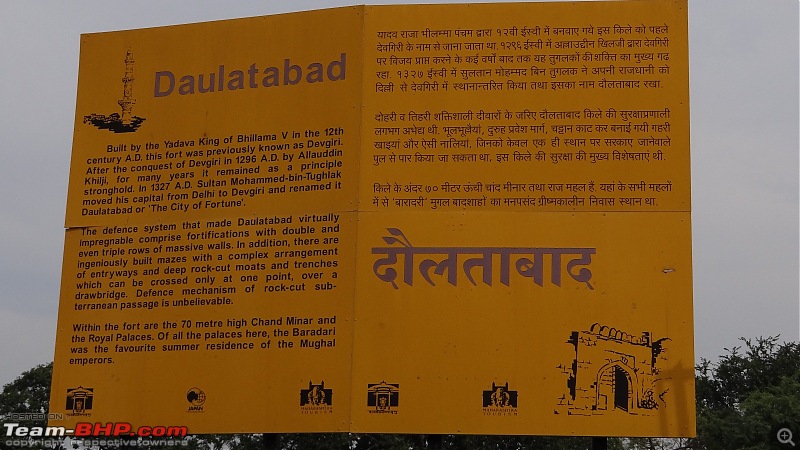 Daulatabad
Built by the Yadava King of Bhillama V in the 12th
century A.D. this fort was previously known as Devgiri.
After the conquest of Devgiri in 1296 A.D. by Allauddin
Khilji, for many years it remained as a principle
stronghold. In 1327 A.D. Sultan Mohammed-bin-Tughlak
moved his capital from Delhi to Devgiri and renamed it
Daulatabad or 'The City of Fortune'.
The defence system that made Daulatabad virtually
impregnable comprise fortifications with double and
even triple rows of massive walls. In addition, there are
ingeniously built mazes with a complex arrangement
of entryways and deep rock-cut moats and trenches
which can be crossed only at one point, over a
drawbridge. Defence mechanism of rock-cut sub-
terranean passage is unbelievable.
Within the fort are the 70 metre high Chand Minar and
the Royal Palaces. Of all the palaces here, the Baradari
was the favourite summer residence of the Mughal
emperors.
JAPAN
MAHARASHTRA
TOURISM
यादव राजा भीलम्मा पंचम द्वारा १२वी ईस्वी में बनवाए गये इस किले को पहले
देवगिरी के नाम से जाना जाता था. १२९६ ईस्वी में अल्लाउद्दीन खिलजी द्वारा देवगिरी
पर विजय प्राप्त करने के कई वर्षो बाद तक यह तुगलकों की शक्ति का मुख्य गढ
रहा. १३२७ ईस्वी में सुलतान मोहम्मद बिन तुगलक ने अपनी राजधानी को
दिल्ली से देवगिरी में स्थानान्तरित किया तथा इसका नाम दौलताबाद रखा.
दोहरी व तिहरी शक्तिशाली दीवारों के जरिए दौलताबाद किले की सुरक्षाप्रणाली
लगभग अभेद्य थी. भूलभूलैयां, दुरुह प्रवेश मार्ग, चट्टान काट कर बनाई गयी गहरी
खाइयां और ऐसी नालियां, जिनको केवल एक ही स्थान पर सरकाए जानेवाले
पुल से पार किया जा सकता था. इस किले की सुरक्षा की मुख्य विशेषताएं थी.
किले के अंदर ७० मीटर ऊंची चांद मीनार तथा राज महल हैं. यहां के सभी महलों
में से 'बारादरी' मुगल बादशाहों का मनपसंद ग्रीष्मकालीन निवास स्थान था.
दौलताबाद
MAHARASHTRA
TOURISM
HOSTED ON
Team-BHP.com
copyright respective owners